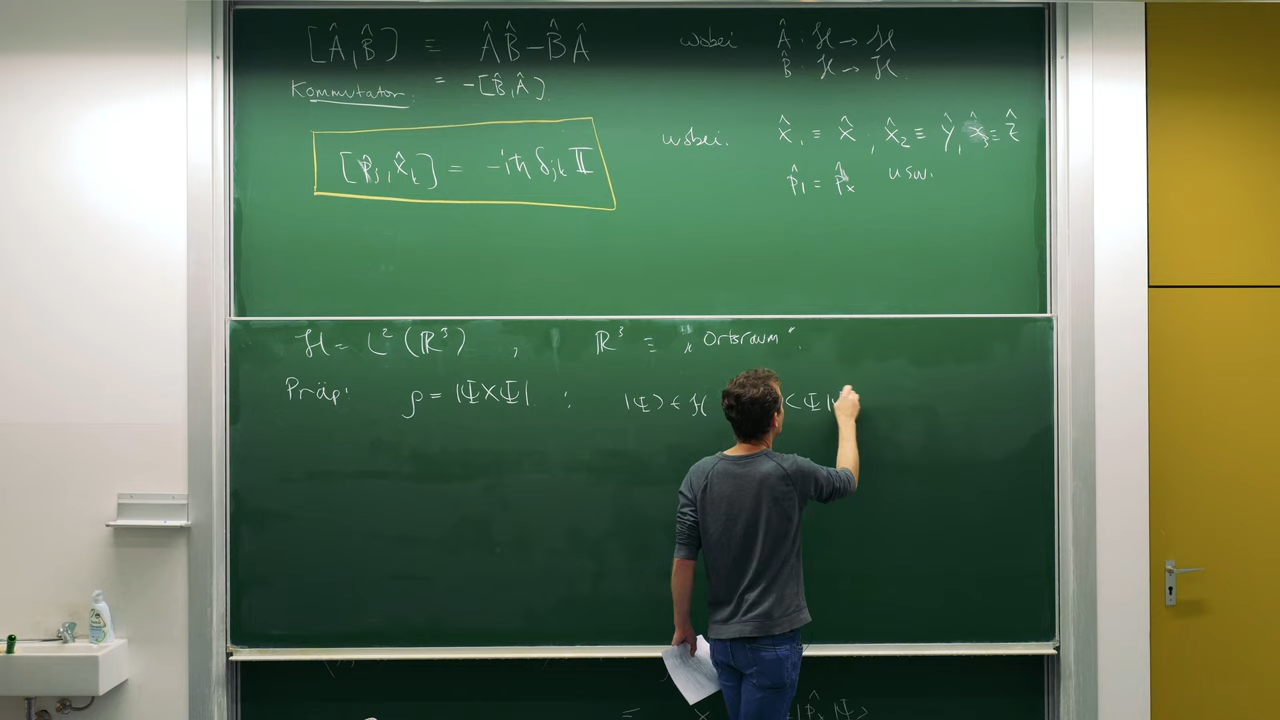 [Â,B̂] ≡ ÂB̂ − B̂Â wobei Â: ℋ → ℋ
Kommutator = −[B̂,Â] B̂: ℋ → ℋ
[p̂ⱼ,x̂ₖ] = −iħ δⱼₖ 𝟙 wobei: x̂₁ ≡ x̂, x̂₂ ≡ ŷ, x̂₃ ≡ ẑ
p̂₁ = p̂ₓ usw.
ℋ = L²(ℝ³), ℝ³ ≡ „Ortsraum“.
Präp: ρ = |Ψ⟩⟨Ψ| ; |Ψ⟩ ∈ ℋ ⟨Ψ|